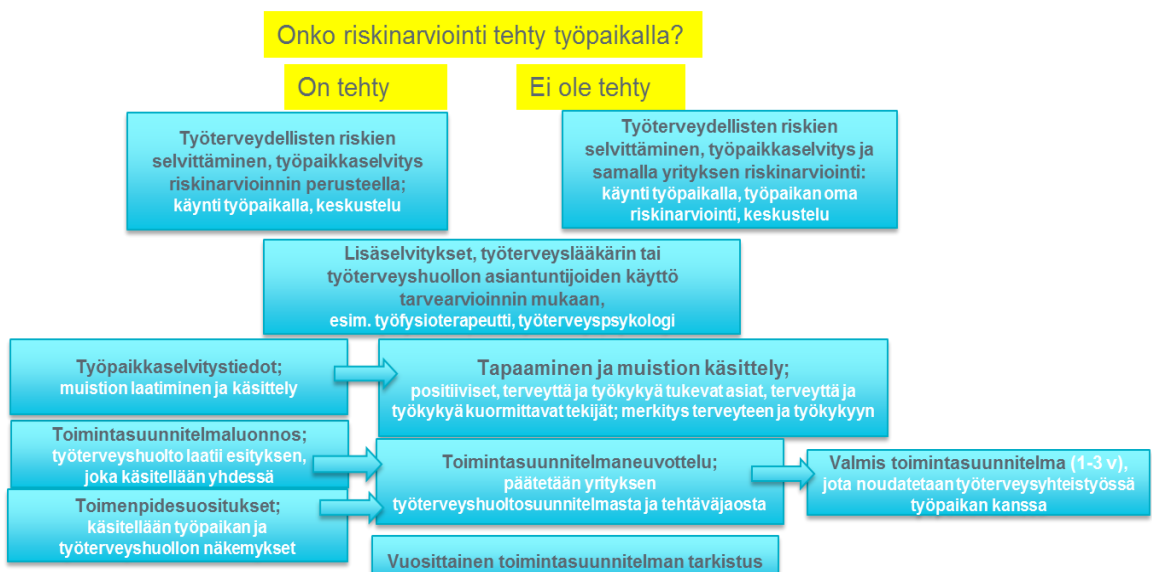 Onko riskinarviointi tehty työpaikalla?
On tehty
Ei ole tehty
Työterveydellisten riskien
selvittäminen, työpaikkaselvitys
riskinarvioinnin perusteella;
käynti työpaikalla, keskustelu
Työterveydellisten riskien
selvittäminen, työpaikkaselvitys ja
samalla yrityksen riskinarviointi:
käynti työpaikalla, työpaikan oma
riskinarviointi, keskustelu
Lisäselvitykset, työterveyslääkärin tai
työterveyshuollon asiantuntijoiden käyttö
tarvearvioinnin mukaan,
esim. työfysioterapeutti, työterveyspsykologi
Työpaikkaselvitystiedot;
muistion laatiminen ja käsittely
Tapaaminen ja muistion käsittely;
positiiviset, terveyttä ja työkykyä tukevat asiat, terveyttä ja
työkykyä kuormittavat tekijät; merkitys terveyteen ja työkykyyn
Toimintasuunnitelmaluonnos;
työterveyshuolto laatii esityksen,
joka käsitellään yhdessä
Toimintasuunnitelmaneuvottelu;
päätetään yrityksen
työterveyshuoltosuunnitelmasta ja tehtäväjaosta
Valmis toimintasuunnitelma (1-3 v),
jota noudatetaan työterveysyhteistyössä
työpaikan kanssa
Toimenpidesuositukset;
käsitellään työpaikan ja
työterveyshuollon näkemykset
Vuosittainen toimintasuunnitelman tarkistus